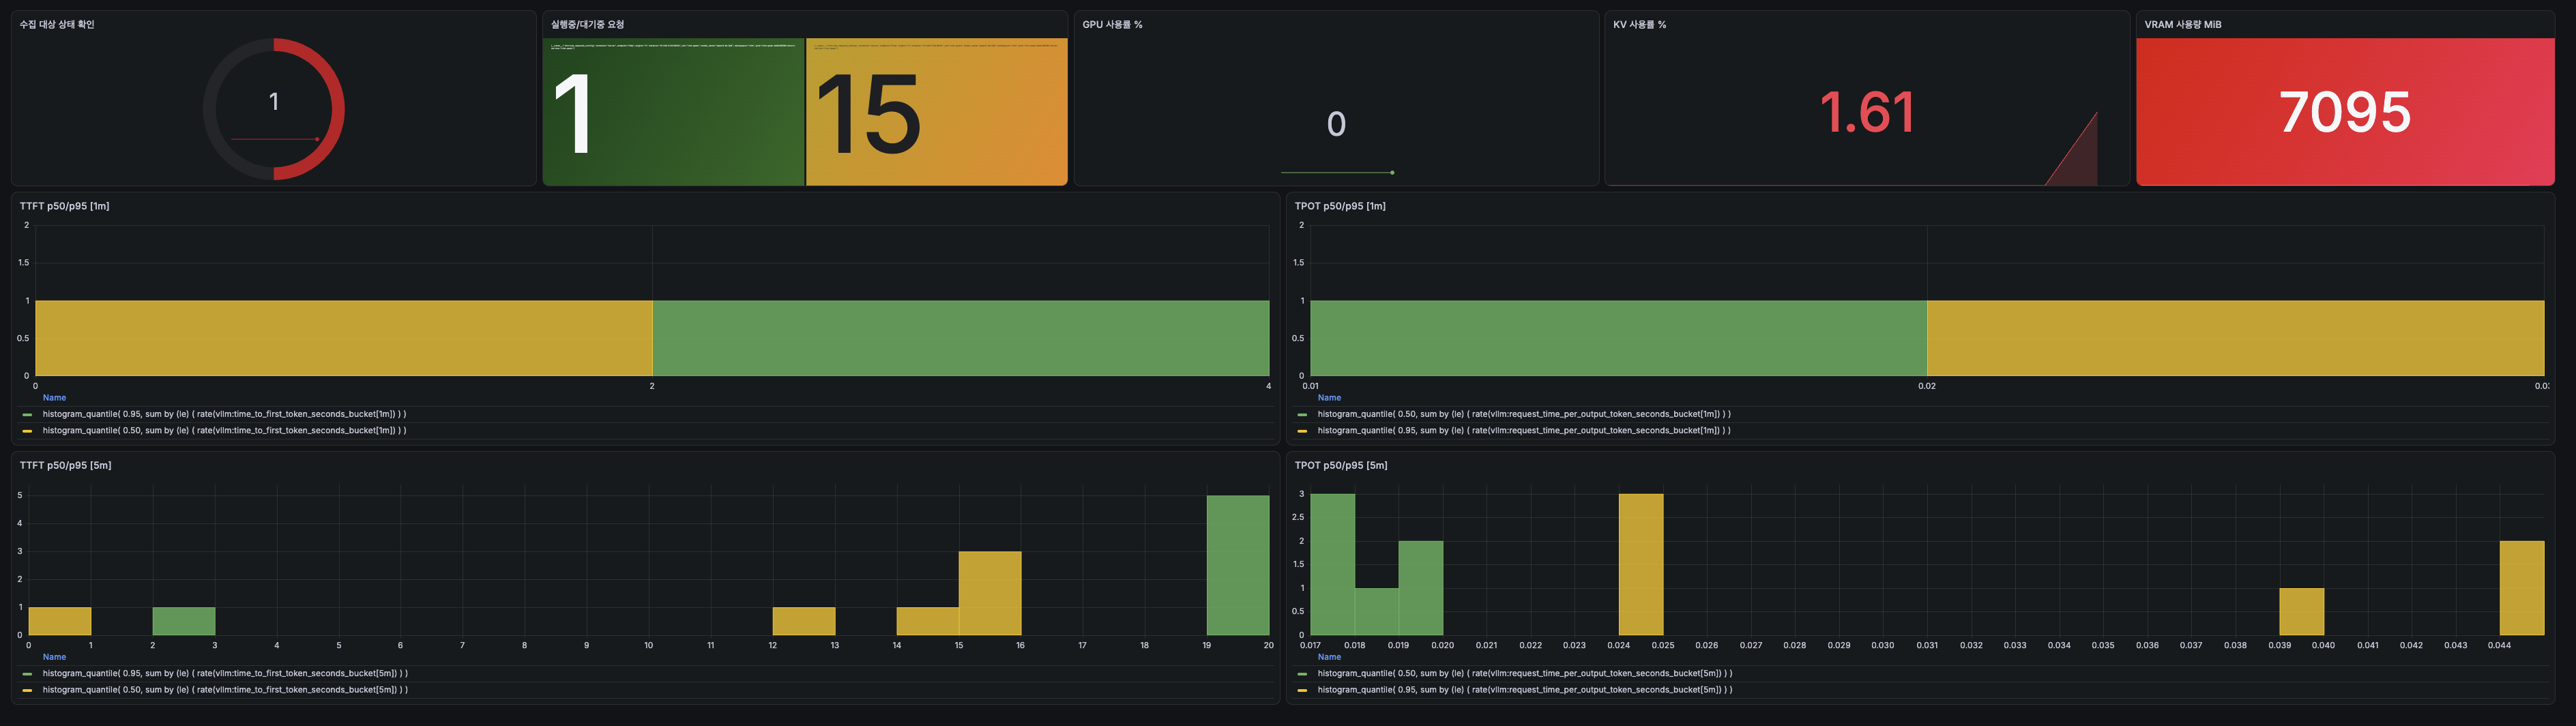 수집 대상 상태 확인
1
실행중/대기중 요청
1
15
GPU 사용률 %
0
KV 사용률 %
1.61
VRAM 사용량 MiB
7095
TTFT p50/p95 [1m]
2
1.5
1
0.5
0
0 2 4
Name
histogram_quantile( 0.95, sum by (le) ( rate(vllm:time_to_first_token_seconds_bucket[1m]) ) )
histogram_quantile( 0.50, sum by (le) ( rate(vllm:time_to_first_token_seconds_bucket[1m]) ) )
TPOT p50/p95 [1m]
2
1.5
1
0.5
0
0.01 0.02
Name
histogram_quantile( 0.50, sum by (le) ( rate(vllm:request_time_per_output_token_seconds_bucket[1m]) ) )
histogram_quantile( 0.95, sum by (le) ( rate(vllm:request_time_per_output_token_seconds_bucket[1m]) ) )
TTFT p50/p95 [5m]
5
4
3
2
1
0
0 1 2 3 4 5 6 7 8 9 10 11 12 13 14 15 16 17 18 19 20
Name
histogram_quantile( 0.95, sum by (le) ( rate(vllm:time_to_first_token_seconds_bucket[5m]) ) )
histogram_quantile( 0.50, sum by (le) ( rate(vllm:time_to_first_token_seconds_bucket[5m]) ) )
TPOT p50/p95 [5m]
3
2.5
2
1.5
1
0.5
0
0.017 0.018 0.019 0.020 0.021 0.022 0.023 0.024 0.025 0.026 0.027 0.028 0.029 0.030 0.031 0.032 0.033 0.034 0.035 0.036 0.037 0.038 0.039 0.040 0.041 0.042 0.043 0.044
Name
histogram_quantile( 0.50, sum by (le) ( rate(vllm:request_time_per_output_token_seconds_bucket[5m]) ) )
histogram_quantile( 0.95, sum by (le) ( rate(vllm:request_time_per_output_token_seconds_bucket[5m]) ) )